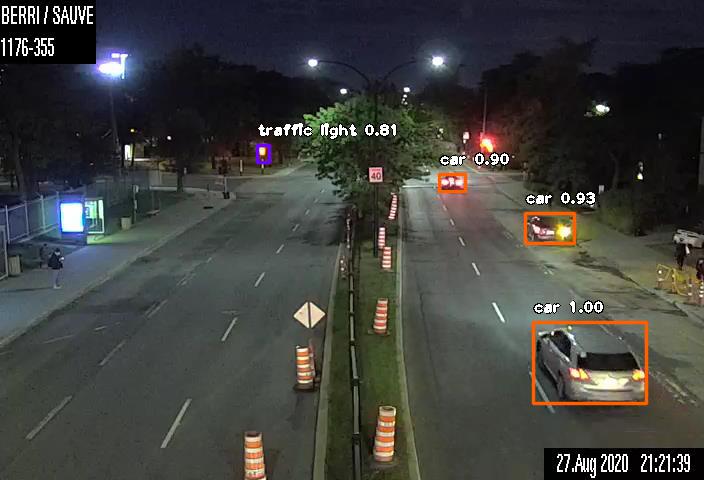 BERRI / SAUVE
1176-355
traffic light 0.81
car 0.90
40
car 0.93
car 1.00
27.Aug 2020 21:21:39